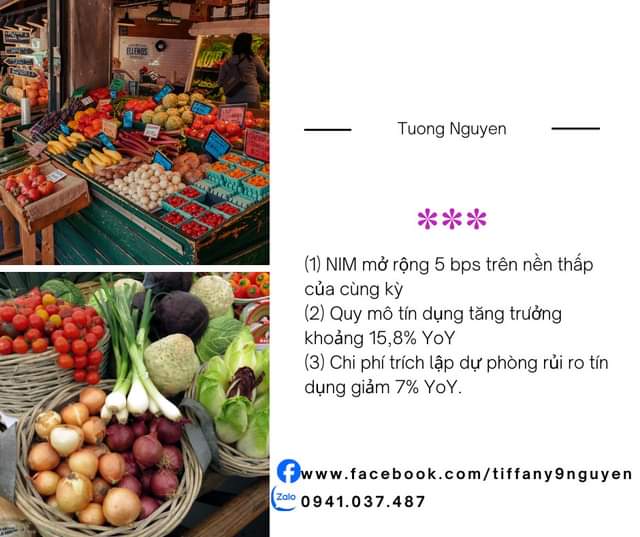 Tuong Nguyen
***
(1) NIM mở rộng 5 bps trên nền thấp
của cùng kỳ
(2) Quy mô tín dụng tăng trưởng
khoảng 15,8% YoY
(3) Chi phí trích lập dự phòng rủi ro tín
dụng giảm 7% YoY.
www.facebook.com/tiffany9nguyen
Zalo
0941.037.487